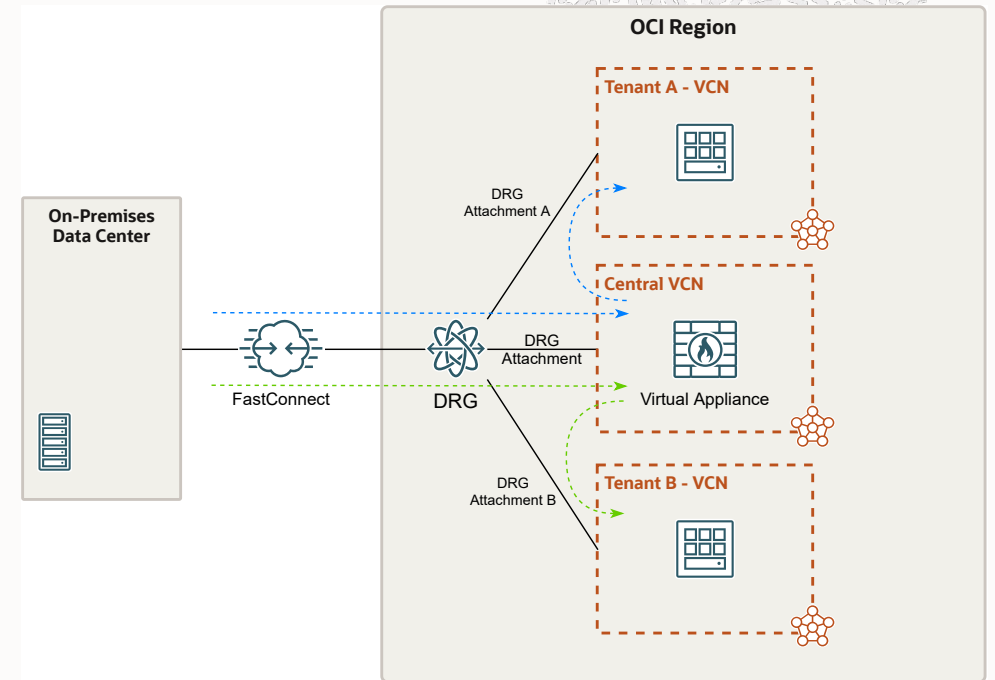 OCI Region
Tenant A - VCN
DRG
Attachment A
On-Premises
Data Center
Central VCN
DRG
Attachment
FastConnect
DRG
Virtual Appliance
DRG
Attachment B
Tenant B - VCN